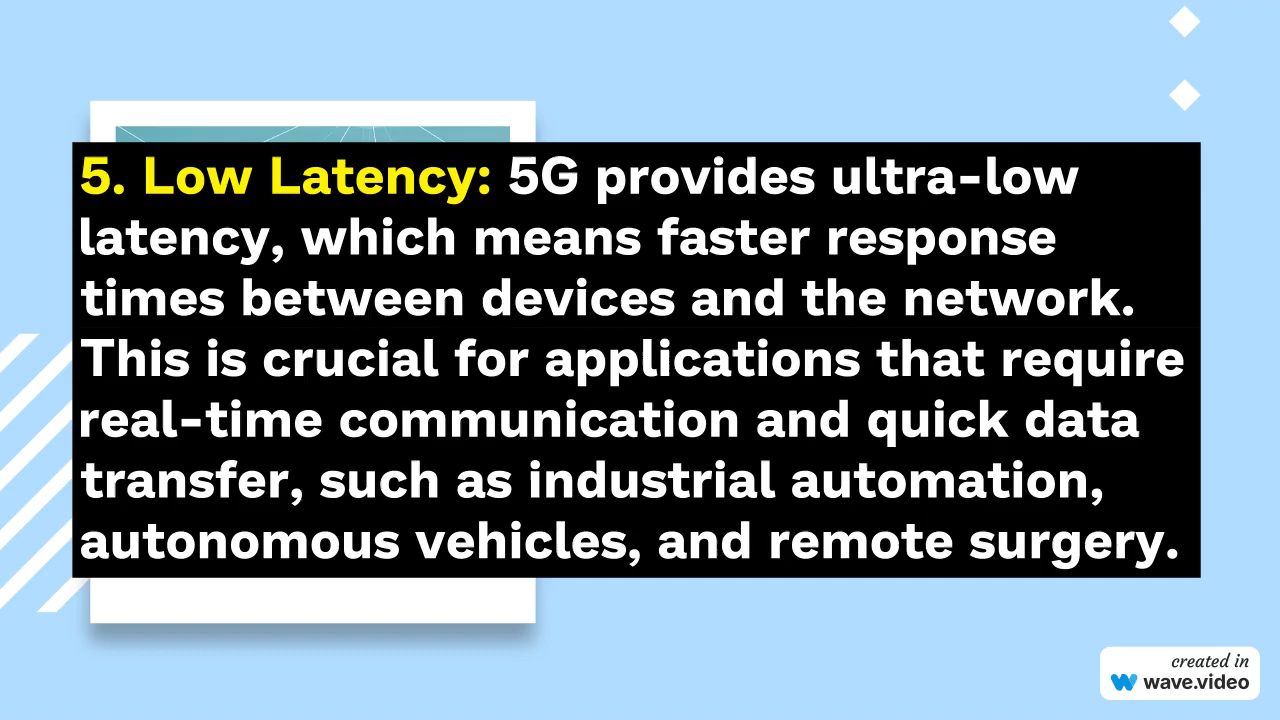 5. Low Latency: 5G provides ultra-low
latency, which means faster response
times between devices and the network.
This is crucial for applications that require
real-time communication and quick data
transfer, such as industrial automation,
autonomous vehicles, and remote surgery.
created in
wave.video